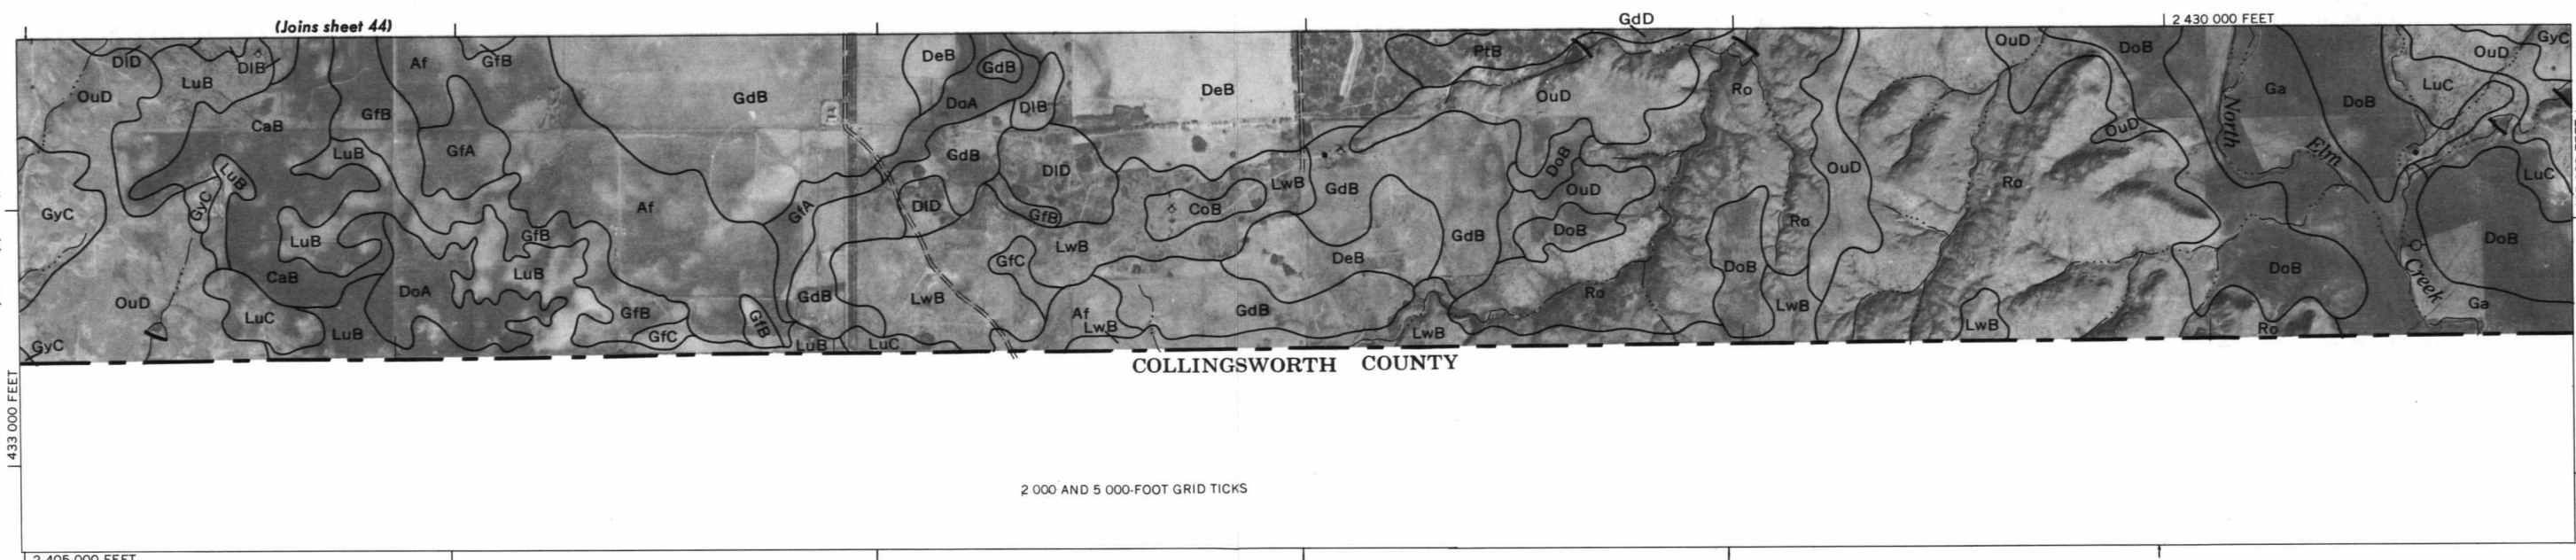 (Joins sheet 44)
GdD
2 430 000 FEET
DlD
LuB
DlB
OuD
CaB
GfB
Af
GfB
GfA
LuB
LuB
GyC
GyC
LuB
CaB
OuD
LuC
LuB
GyC
DoA
GfB
LuB
Af
GdB
GfB
GfC
GfB
GfA
GdB
LuB
LuC
DeB
GdB
DoA
DlB
GdB
DlD
DlD
GfB
GfC
LwB
LwB
Af
LwB
DeB
CoB
LwB
GdB
DeB
GdB
GdB
LwB
PtB
OuD
DoB
OuD
DoB
Ro
Ro
Ro
DoB
LwB
OuD
OuD
Ro
LwB
DoB
OuD
North
Elm
Creek
Ga
DoB
DoB
Ro
Ga
DoB
LuC
OuD
GyC
LuC
COLLINGSWORTH COUNTY
433 000 FEET
2 000 AND 5 000-FOOT GRID TICKS
2 405 000 FEET